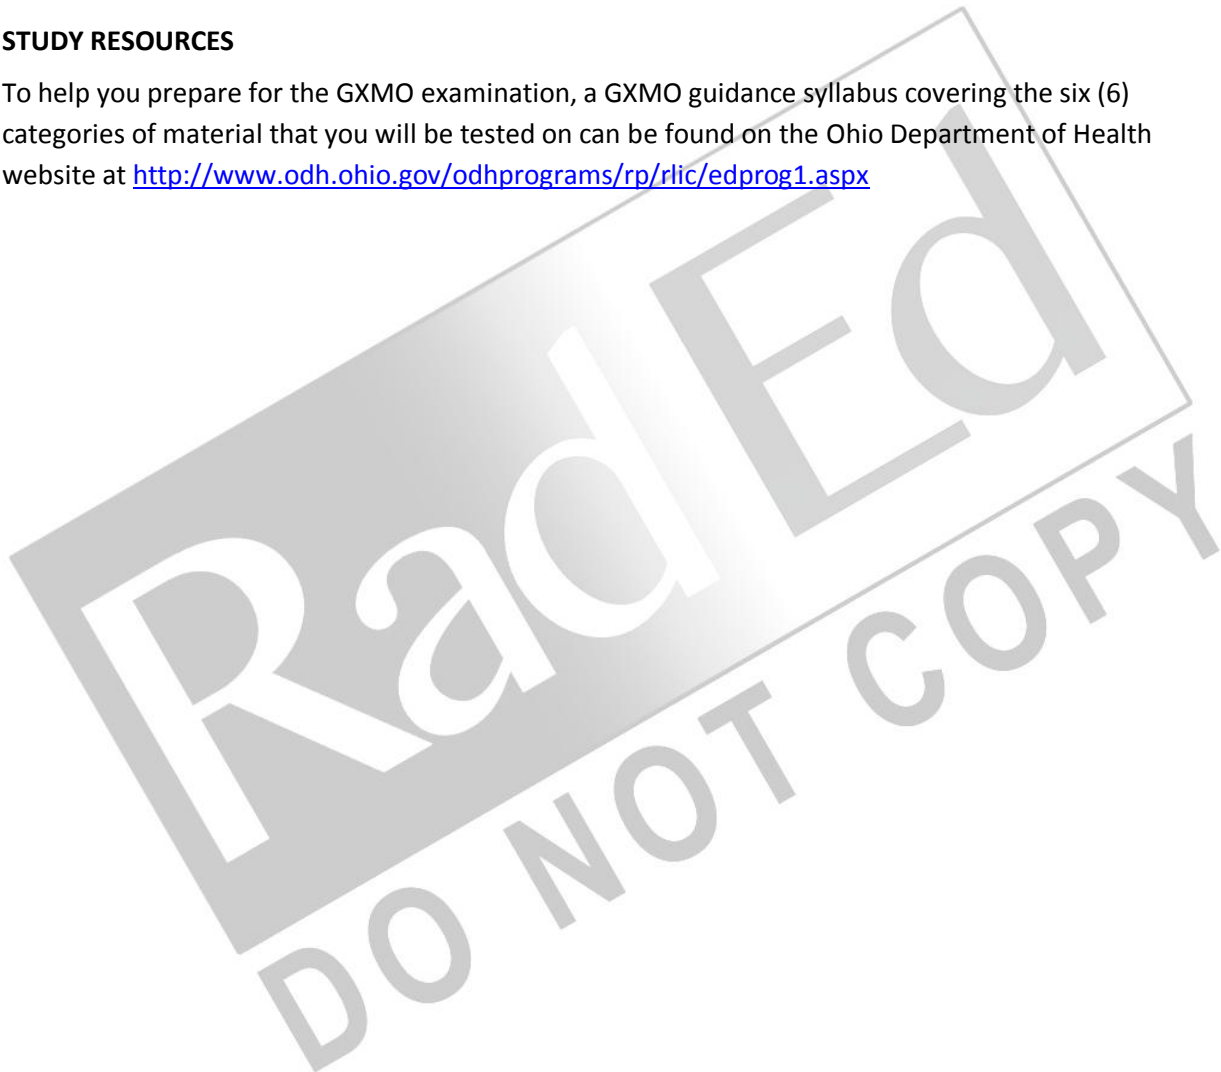 STUDY RESOURCES
To help you prepare for the GXMO examination, a GXMO guidance syllabus covering the six (6)
categories of material that you will be tested on can be found on the Ohio Department of Health
website at http://www.odh.ohio.gov/odhprograms/rp/rlic/edprog1.aspx
RadEd
DO NOT COPY